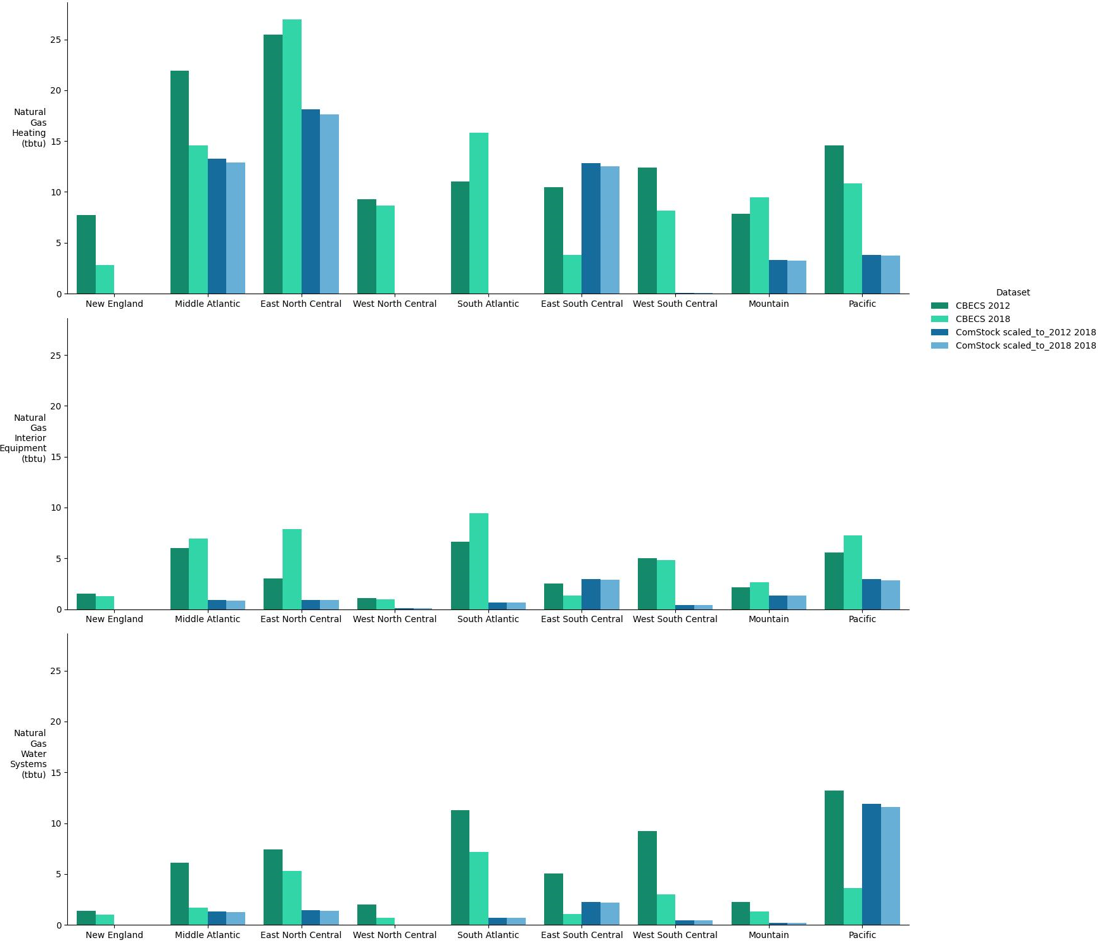 25
20
15
10
5
0
Natural
Gas
Heating
(tbtu)
New England
Middle Atlantic
East North Central
West North Central
South Atlantic
East South Central
West South Central
Mountain
Pacific
Dataset
CBECS 2012
CBECS 2018
ComStock scaled_to_2012 2018
ComStock scaled_to_2018 2018
25
20
15
10
5
0
Natural
Gas
Interior
Equipment
(tbtu)
New England
Middle Atlantic
East North Central
West North Central
South Atlantic
East South Central
West South Central
Mountain
Pacific
25
20
15
10
5
0
Natural
Gas
Water
Systems
(tbtu)
New England
Middle Atlantic
East North Central
West North Central
South Atlantic
East South Central
West South Central
Mountain
Pacific